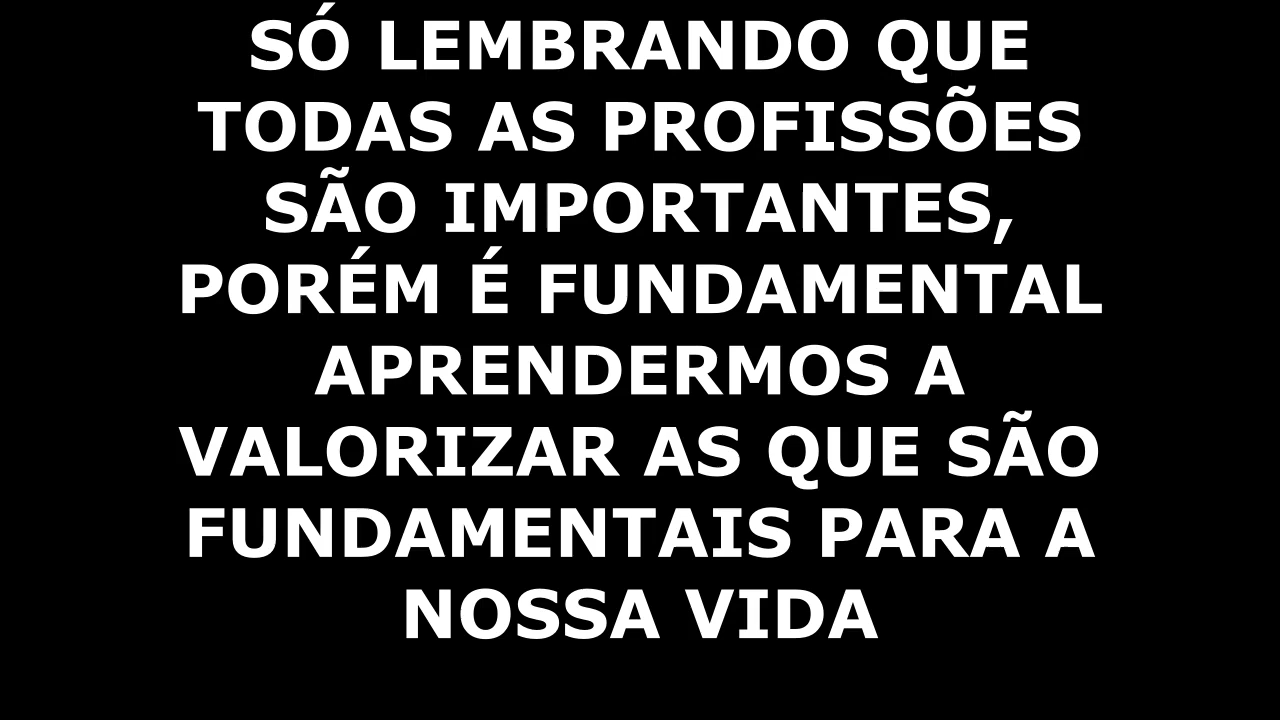 SÓ LEMBRANDO QUE
TODAS AS PROFISSÕES
SÃO IMPORTANTES,
PORÉM É FUNDAMENTAL
APRENDERMOS A
VALORIZAR AS QUE SÃO
FUNDAMENTAIS PARA A
NOSSA VIDA